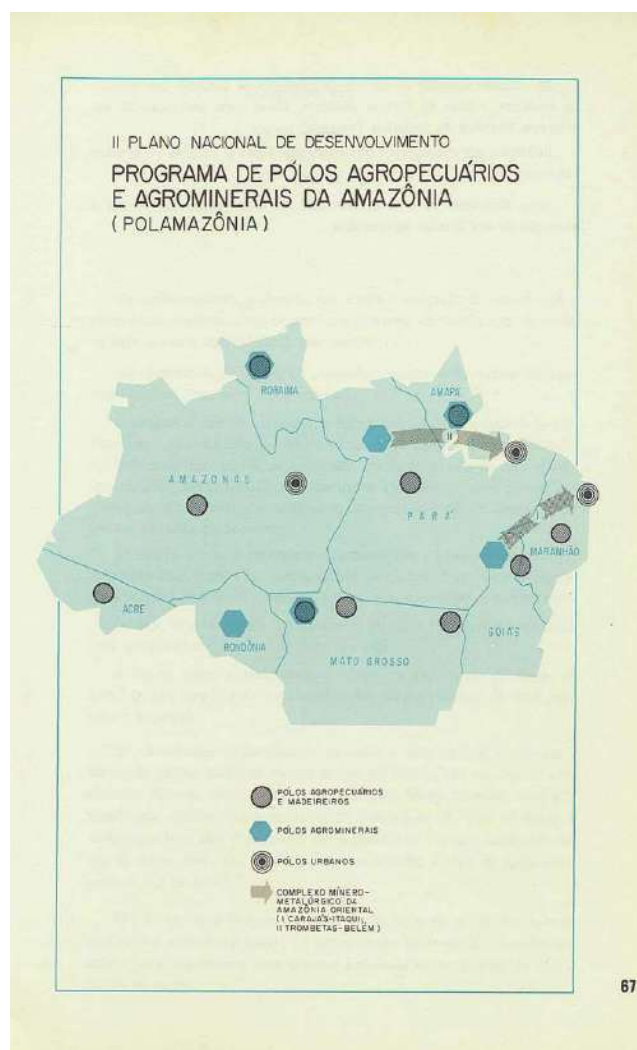 II PLANO NACIONAL DE DESENVOLVIMENTO
PROGRAMA DE PÓLOS AGROPECUÁRIOS
E AGROMINERAIS DA AMAZÔNIA
( POLAMAZÔNIA )
RORAIMA
AMAPÁ
II
AMAZONAS
PARÁ
I
MARANHÃO
ACRE
RONDÔNIA
GOIÁS
MATO GROSSO
PÓLOS AGROPECUÁRIOS
E MADEIREIROS
PÓLOS AGROMINERAIS
PÓLOS URBANOS
COMPLEXO MÍNERO-
METALÚRGICO DA
AMAZÔNIA ORIENTAL
( I CARAJÁS-ITAQUI,
II TROMBETAS-BELÉM )
67